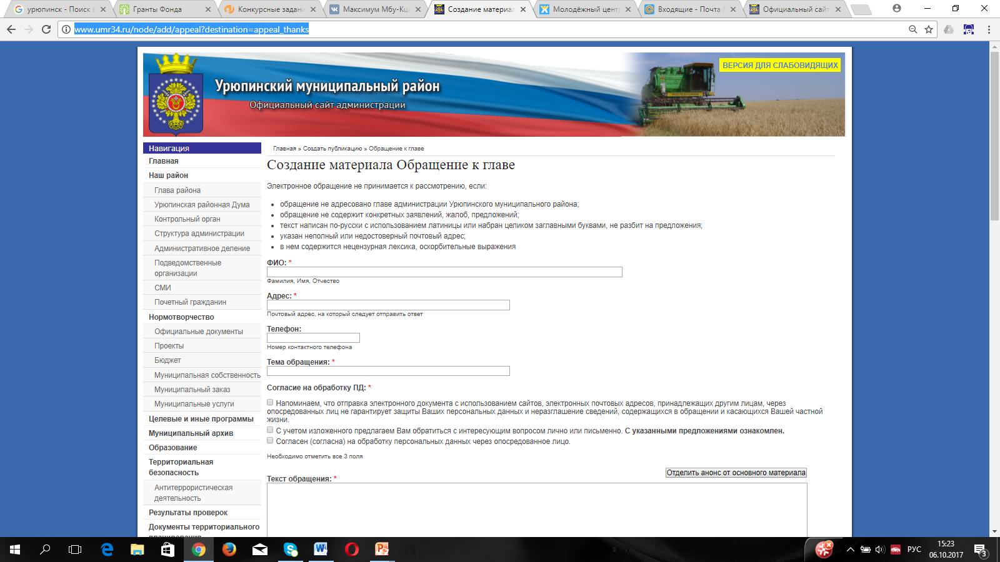 урюпинск - Поиск в
Гранты Фонда
Конкурсные задани
Максимум Мбу-Кцс
Создание материал
Молодёжный цент
Входящие - Почта
Официальный сайт
www.umr34.ru/node/add/appeal?destination=appeal_thanks
ВЕРСИЯ ДЛЯ СЛАБОВИДЯЩИХ
Урюпинский муниципальный район
Официальный сайт администрации
Навигация
Главная
Наш район
Глава района
Урюпинская районная Дума
Контрольный орган
Структура администрации
Административное деление
Подведомственные
организации
СМИ
Почетный гражданин
Нормотворчество
Официальные документы
Проекты
Бюджет
Муниципальная собственность
Муниципальный заказ
Муниципальные услуги
Целевые и иные программы
Муниципальный архив
Образование
Территориальная
безопасность
Антитеррористическая
деятельность
Результаты проверок
Документы территориального
планирования
Главная » Создать публикацию » Обращение к главе
Создание материала Обращение к главе
Электронное обращение не принимается к рассмотрению, если:
• обращение не адресовано главе администрации Урюпинского муниципального района;
• обращение не содержит конкретных заявлений, жалоб, предложений;
• текст написан по-русски с использованием латиницы или набран целиком заглавными буквами, не разбит на предложения;
• указан неполный или недостоверный почтовый адрес;
• в нем содержится нецензурная лексика, оскорбительные выражения
ФИО: *
Фамилия, Имя, Отчество
Адрес: *
Почтовый адрес, на который следует отправить ответ
Телефон:
Номер контактного телефона
Тема обращения: *
Согласие на обработку ПД: *
Напоминаем, что отправка электронного документа с использованием сайтов, электронных почтовых адресов, принадлежащих другим лицам, через
опосредованных лиц не гарантирует защиты Ваших персональных данных и неразглашение сведений, содержащихся в обращении и касающихся Вашей частной
жизни.
С учетом изложенного предлагаем Вам обратиться с интересующим вопросом лично или письменно. С указанными предложениями ознакомлен.
Согласен (согласна) на обработку персональных данных через опосредованное лицо.
Необходимо отметить все 3 поля
Отделить анонс от основного материала
Текст обращения: *
РУС
15:23
06.10.2017
3